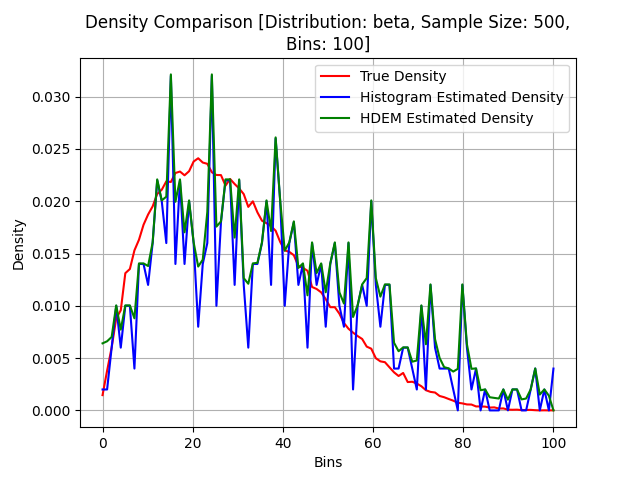 Density Comparison [Distribution: beta, Sample Size: 500,
Bins: 100]
True Density
Histogram Estimated Density
HDEM Estimated Density
0.030
0.025
0.020
0.015
0.010
0.005
0.000
Density
0 20 40 60 80 100
Bins